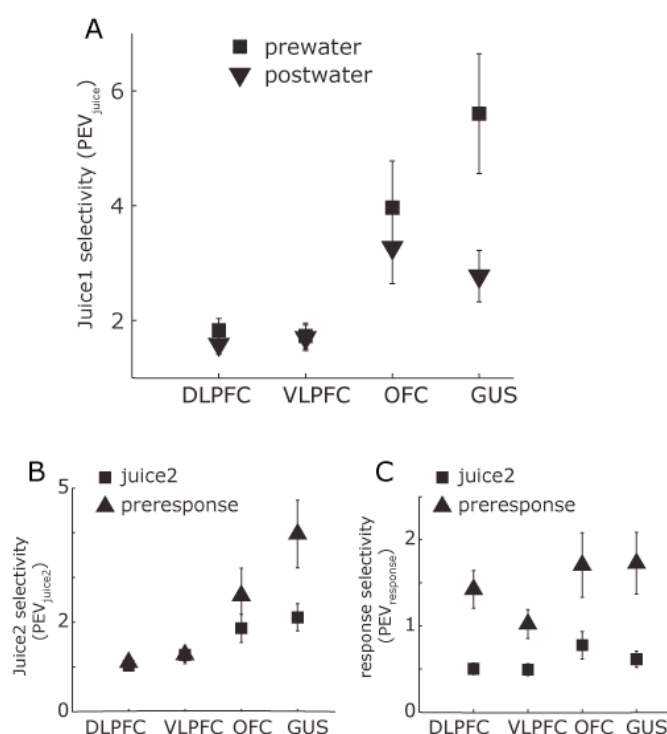 A
prewater
postwater
Juice1 selectivity (PEVjuice)
6
4
2
DLPFC VLPFC OFC GUS
B
juice2
preresponse
Juice2 selectivity
(PEVjuice2)
5
2
0
DLPFC VLPFC OFC GUS
C
juice2
preresponse
response selectivity
(PEVresponse)
2
1
0
DLPFC VLPFC OFC GUS